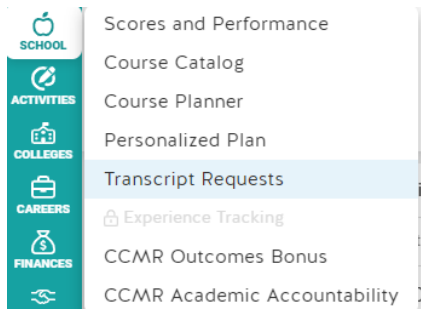 SCHOOL
ACTIVITIES
COLLEGES
CAREERS
FINANCES
Scores and Performance
Course Catalog
Course Planner
Personalized Plan
Transcript Requests
Experience Tracking
CCMR Outcomes Bonus
CCMR Academic Accountability